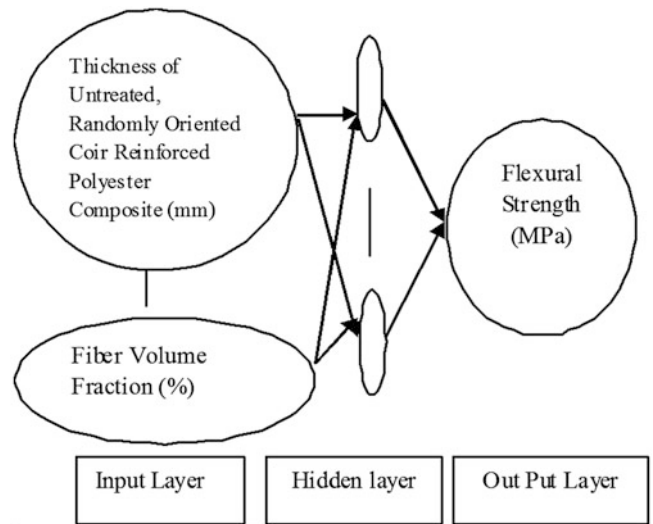 Thickness of
Untreated,
Randomly Oriented
Coir Reinforced
Polyester
Composite (mm)
Flexural
Strength
(MPa)
Fiber Volume
Fraction (%)
Input Layer
Hidden layer
Out Put Layer